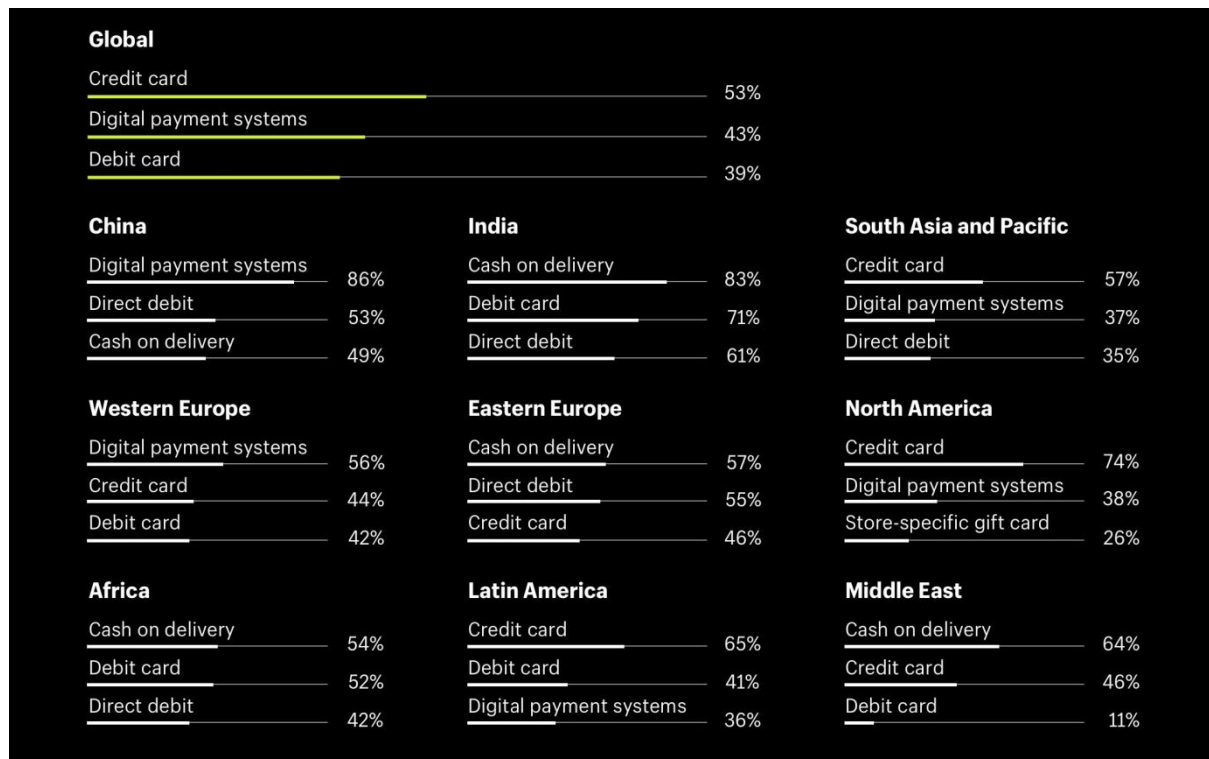 Global
Credit card
53%
Digital payment systems
43%
Debit card
39%
China
Digital payment systems
86%
Direct debit
53%
Cash on delivery
49%
India
Cash on delivery
83%
Debit card
71%
Direct debit
61%
South Asia and Pacific
Credit card
57%
Digital payment systems
37%
Direct debit
35%
Western Europe
Digital payment systems
56%
Credit card
44%
Debit card
42%
Eastern Europe
Cash on delivery
57%
Direct debit
55%
Credit card
46%
North America
Credit card
74%
Digital payment systems
38%
Store-specific gift card
26%
Africa
Cash on delivery
54%
Debit card
52%
Direct debit
42%
Latin America
Credit card
65%
Debit card
41%
Digital payment systems
36%
Middle East
Cash on delivery
64%
Credit card
46%
Debit card
11%